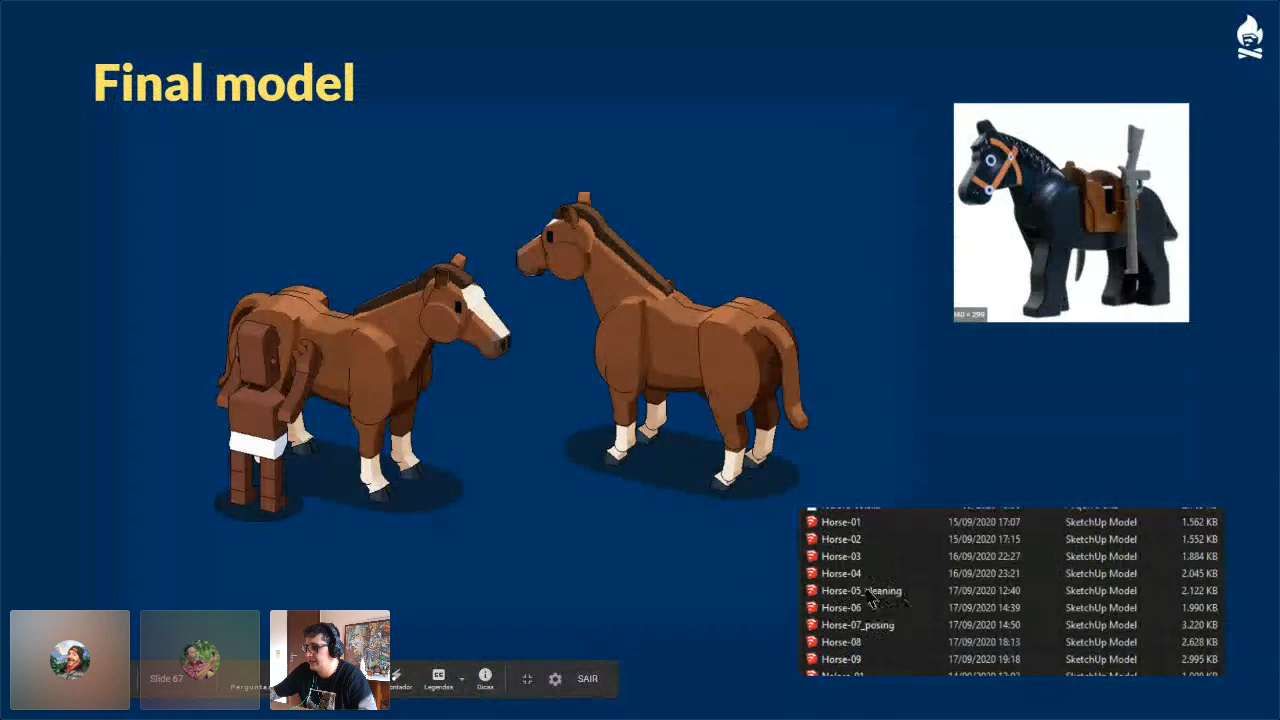 Final model
Horse-01 15/09/2020 17:07 SketchUp Model 1.562 KB
Horse-02 15/09/2020 17:15 SketchUp Model 1.552 KB
Horse-03 16/09/2020 22:27 SketchUp Model 1.884 KB
Horse-04 16/09/2020 23:21 SketchUp Model 2.045 KB
Horse-05_cleaning 17/09/2020 12:40 SketchUp Model 2.122 KB
Horse-06 17/09/2020 14:39 SketchUp Model 1.990 KB
Horse-07_posing 17/09/2020 14:50 SketchUp Model 3.220 KB
Horse-08 17/09/2020 18:13 SketchUp Model 2.628 KB
Horse-09 17/09/2020 19:18 SketchUp Model 2.995 KB
Slide 67
Legendas
Dicas
SAIR